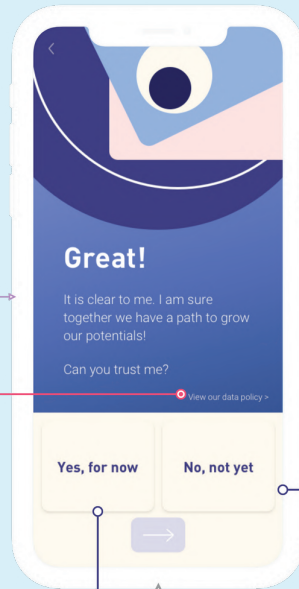 Great!
It is clear to me. I am sure
together we have a path to grow
our potentials!
Can you trust me?
View our data policy >
Yes, for now
No, not yet